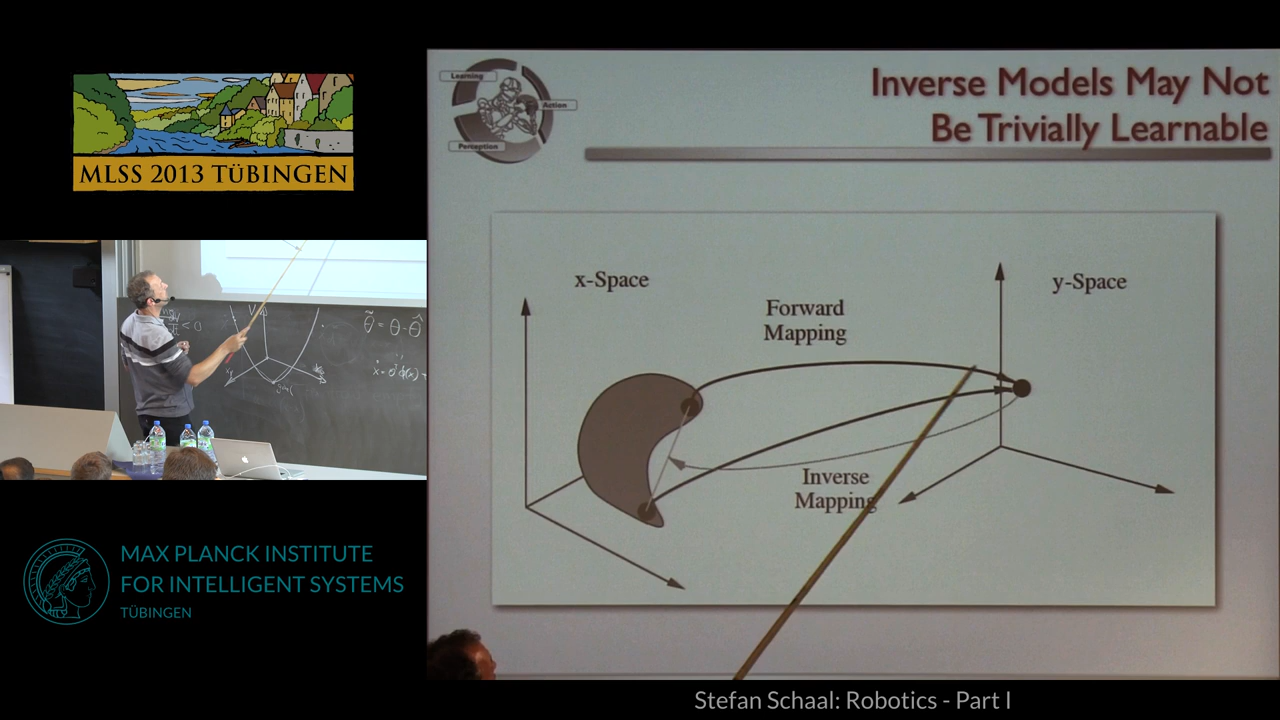 MLSS 2013 TÜBINGEN
Learning
Action
Perception
Inverse Models May Not
Be Trivially Learnable
x-Space
y-Space
Forward
Mapping
Inverse
Mapping
MAX PLANCK INSTITUTE
FOR INTELLIGENT SYSTEMS
TÜBINGEN
Stefan Schaal: Robotics - Part I